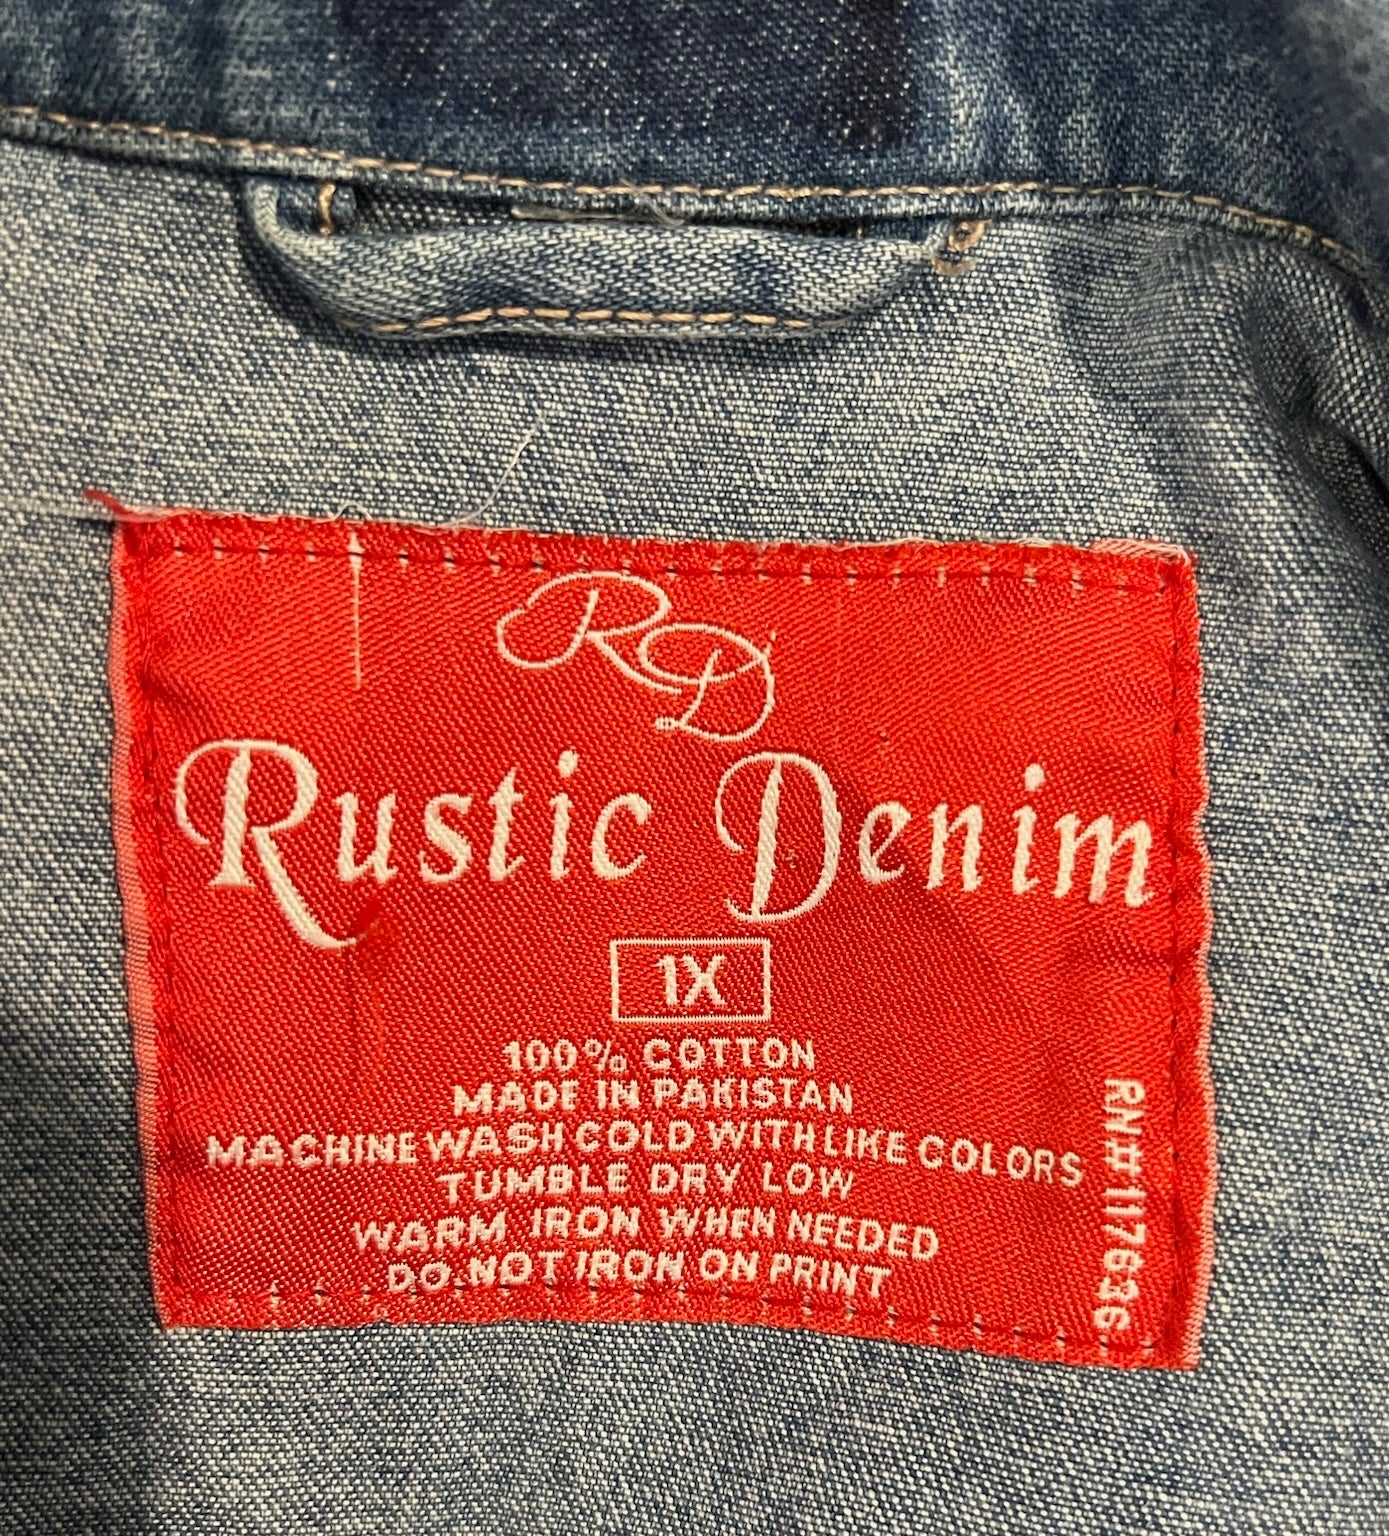 RD
Rustic Denim
1X
100% COTTON
MADE IN PAKISTAN
MACHINE WASH COLD WITH LIKE COLORS
TUMBLE DRY LOW
WARM IRON WHEN NEEDED
DO NOT IRON ON PRINT
RN# 117636